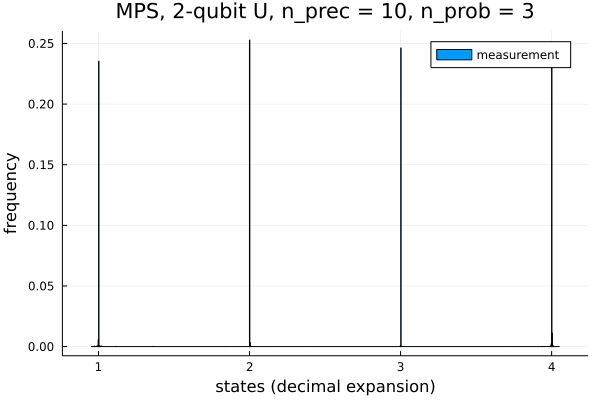 MPS, 2-qubit U, n_prec = 10, n_prob = 3
0.25
measurement
0.20
0.15
frequency
0.10
0.05
0.00
1 2 3 4
states (decimal expansion)